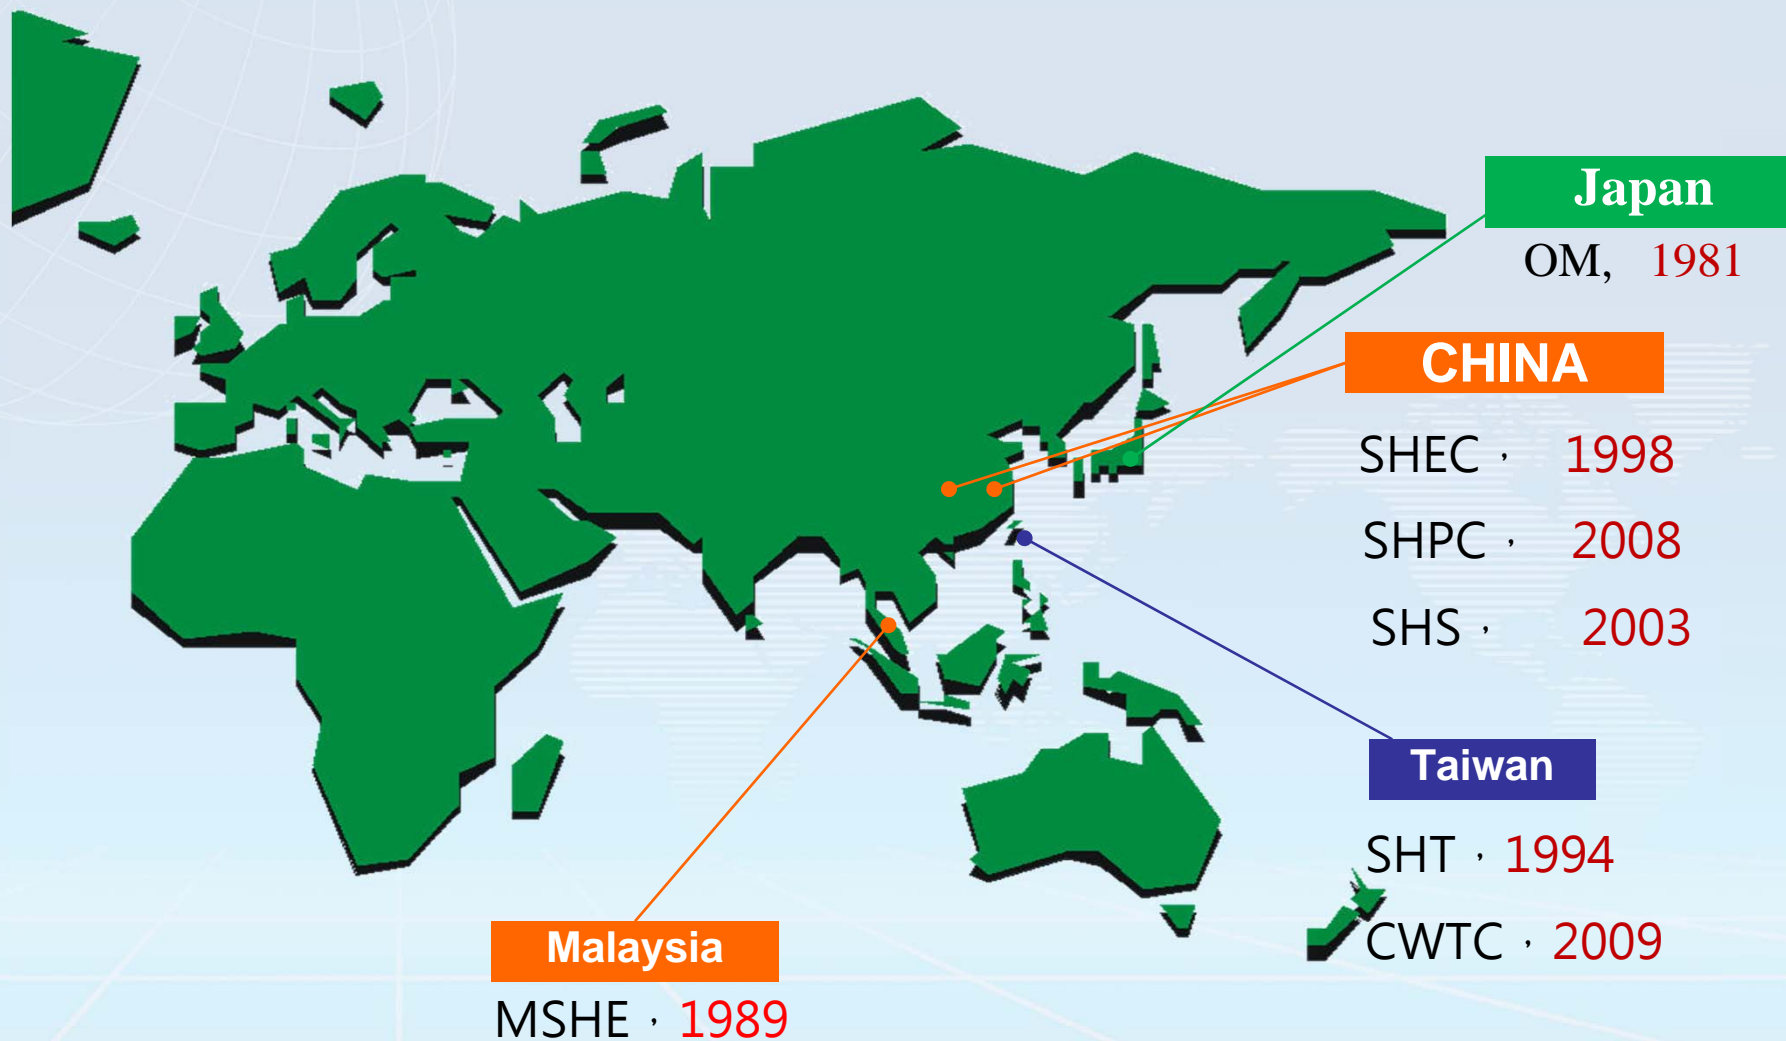 Japan
OM, 1981
CHINA
SHEC， 1998
SHPC， 2008
SHS， 2003
Taiwan
SHT，1994
CWTC，2009
Malaysia
MSHE，1989